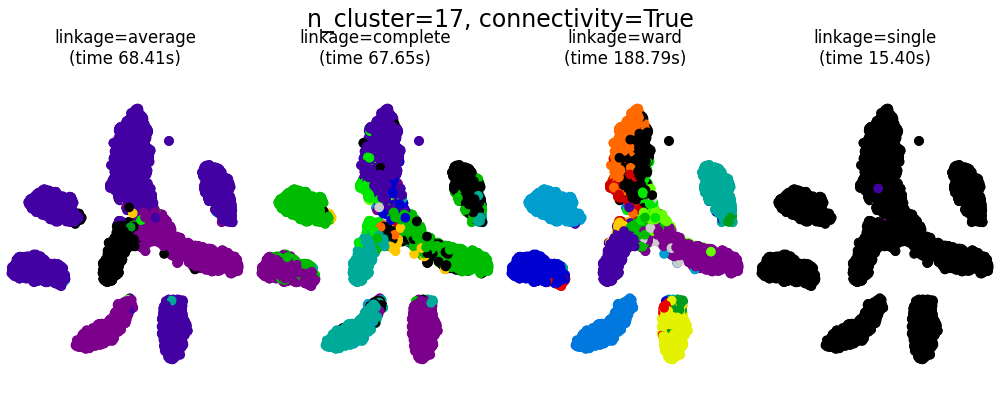 n_cluster=17, connectivity=True
linkage=average
(time 68.41s)
linkage=complete
(time 67.65s)
linkage=ward
(time 188.79s)
linkage=single
(time 15.40s)